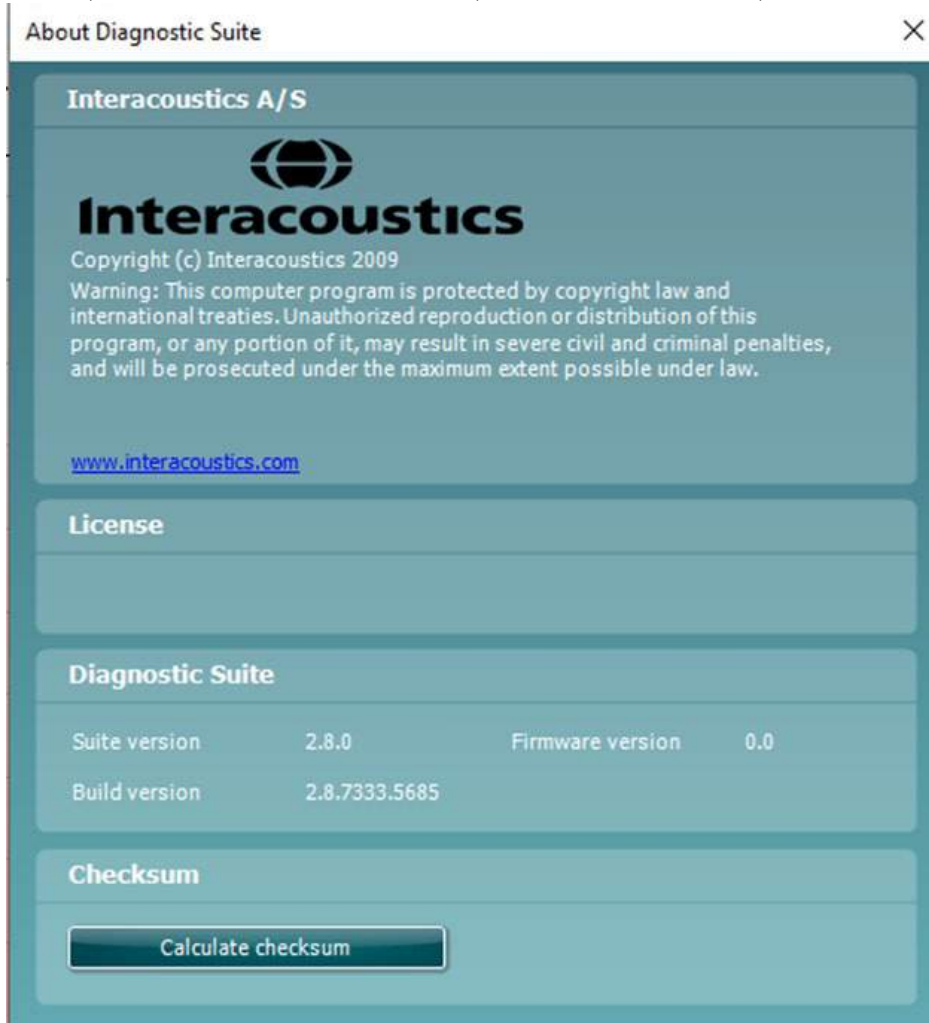 About Diagnostic Suite
Interacoustics A/S
Interacoustics
Copyright (c) Interacoustics 2009
Warning: This computer program is protected by copyright law and
international treaties. Unauthorized reproduction or distribution of this
program, or any portion of it, may result in severe civil and criminal penalties,
and will be prosecuted under the maximum extent possible under law.
www.interacoustics.com
License
Diagnostic Suite
Suite version 2.8.0 Firmware version 0.0
Build version 2.8.7333.5685
Checksum
Calculate checksum